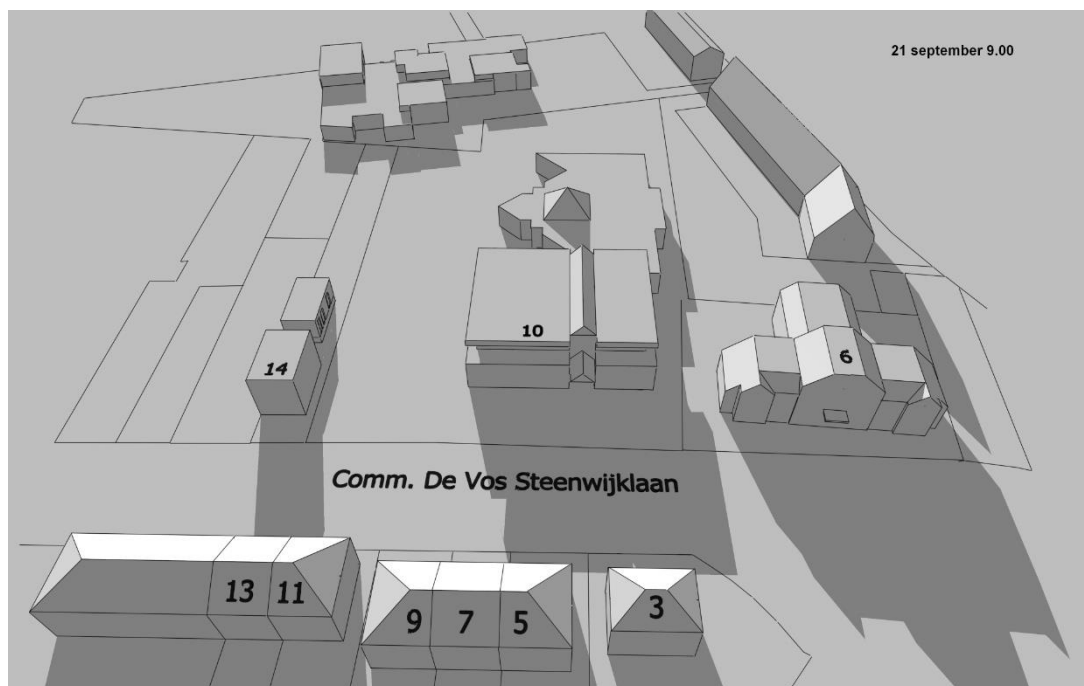 21 september 9.00
10
6
14
Comm. De Vos Steenwijklaan
13 11
9 7 5
3